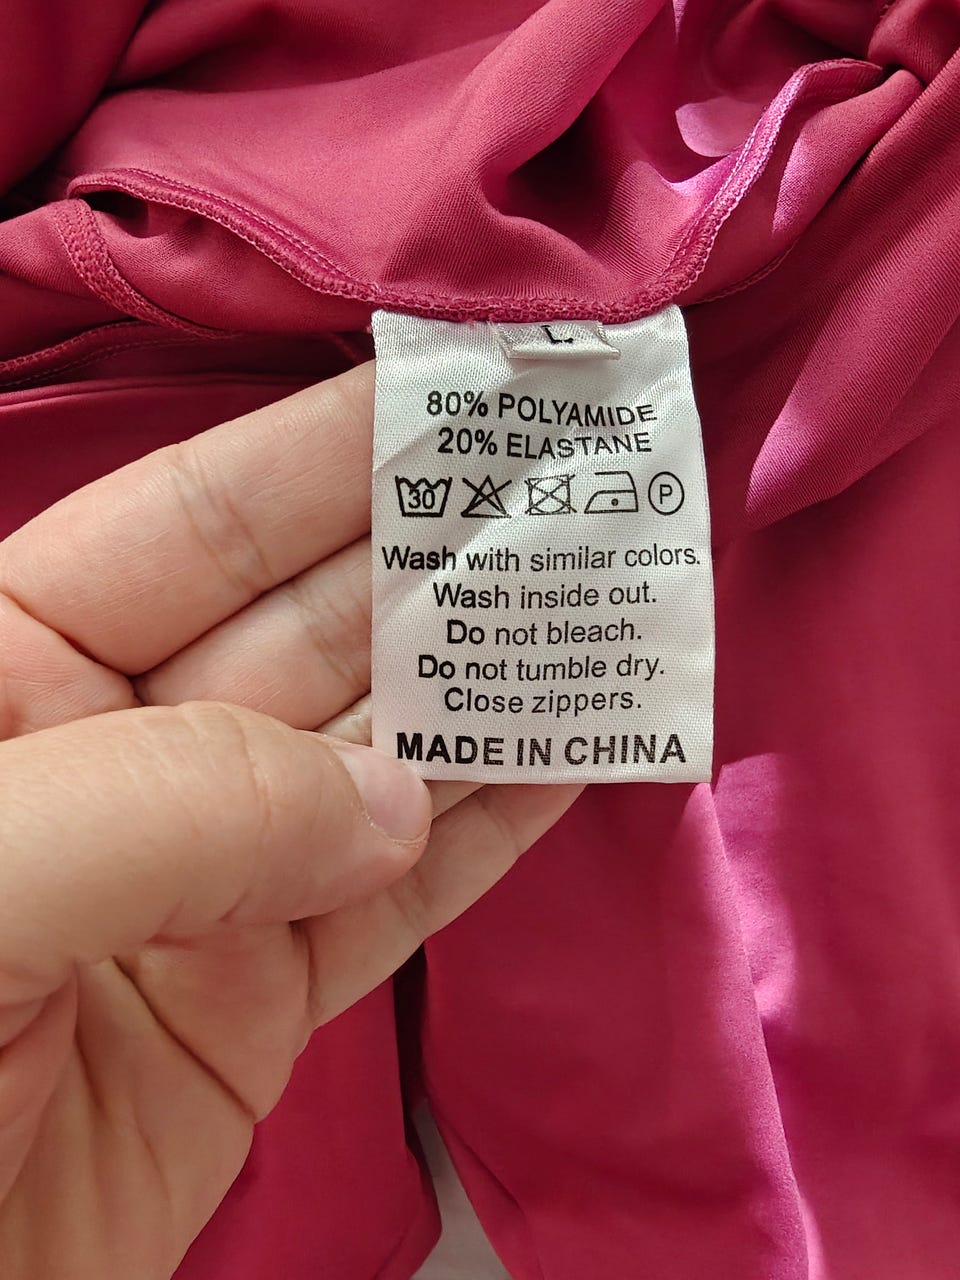 L
80% POLYAMIDE
20% ELASTANE
30 P
Wash with similar colors.
Wash inside out.
Do not bleach.
Do not tumble dry.
Close zippers.
MADE IN CHINA